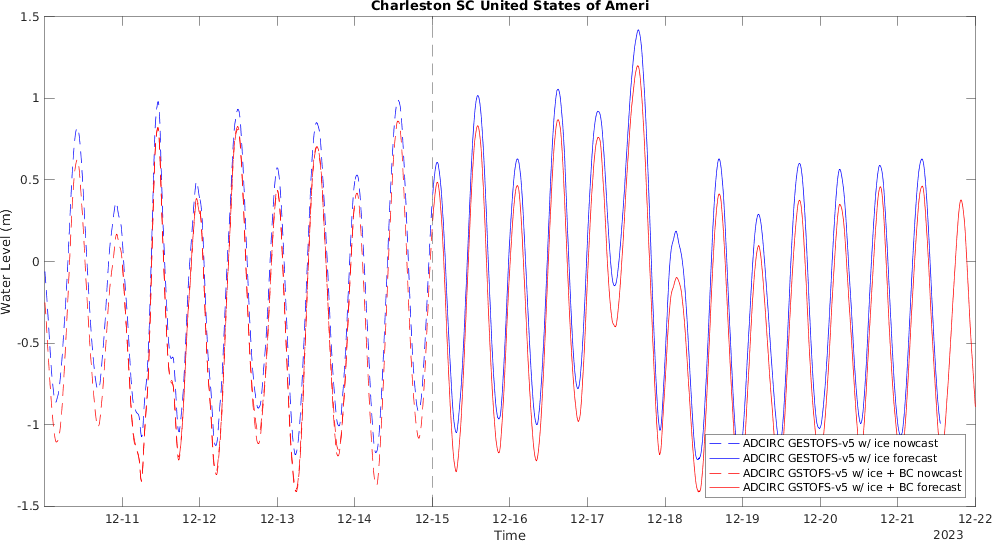 Charleston SC United States of Ameri
1.5
1
0.5
0
-0.5
-1
-1.5
Water Level (m)
12-11 12-12 12-13 12-14 12-15 12-16 12-17 12-18 12-19 12-20 12-21 12-22
Time
2023
ADCIRC GESTOFS-v5 w/ ice nowcast
ADCIRC GESTOFS-v5 w/ ice forecast
ADCIRC GSTOFS-v5 w/ ice + BC nowcast
ADCIRC GSTOFS-v5 w/ ice + BC forecast